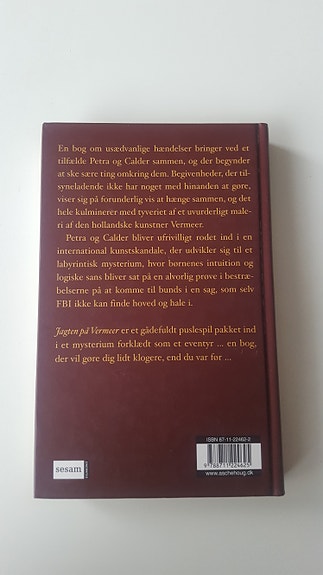 En bog om usædvanlige hændelser bringer ved et
tilfælde Petra og Calder sammen, og der begynder
at ske sære ting omkring dem. Begivenheder, der til-
syneladende ikke har noget med hinanden at gøre,
viser sig på forunderlig vis at hænge sammen, og det
hele kulminerer med tyveriet af et uvurderligt male-
ri af den hollandske kunstner Vermeer.
Petra og Calder bliver ufrivilligt rodet ind i en
international kunstskandale, der udvikler sig til et
labyrintisk mysterium, hvor børnenes intuition og
logiske sans bliver sat på en alvorlig prøve i bestræ-
belserne på at komme til bunds i en sag, som selv
FBI ikke kan finde hoved og hale i.
Jagten på Vermeer er et gådefuldt puslespil pakket ind
i et mysterium forklædt som et eventyr ... en bog,
der vil gøre dig lidt klogere, end du var før ...
ISBN 87-11-22462-2
9 788711 224625
www.aschehoug.dk
sesam